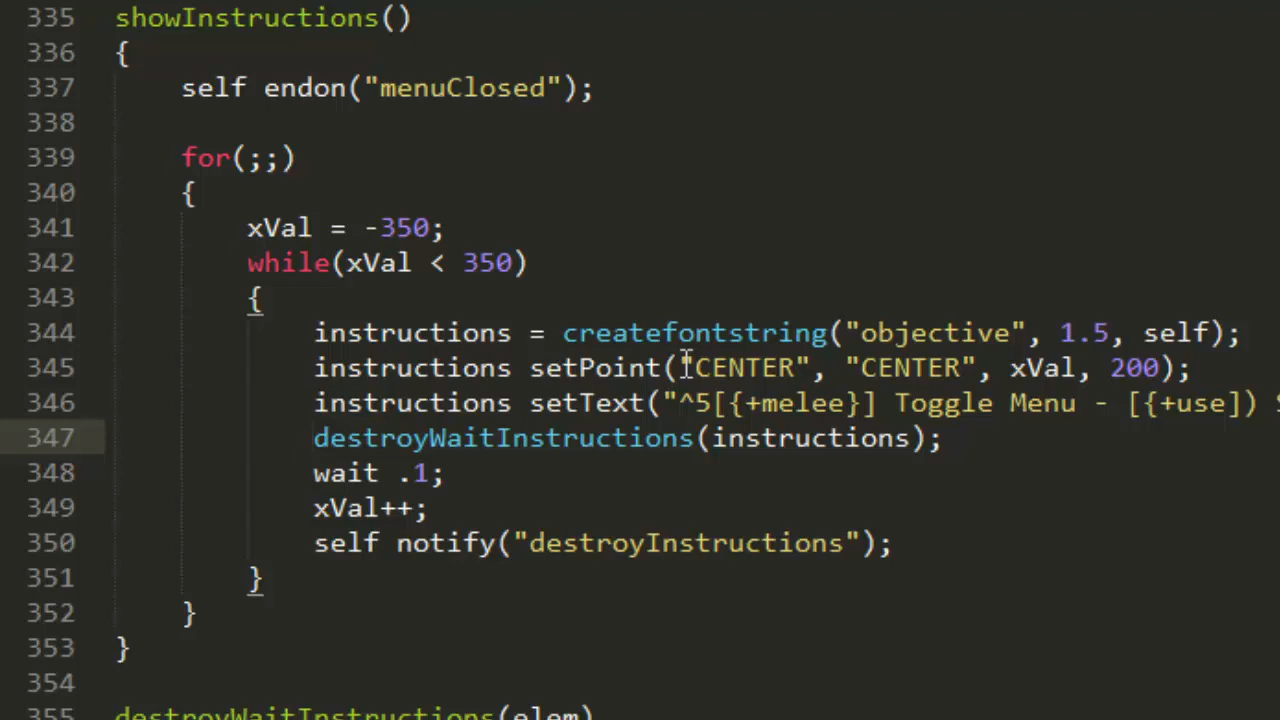 335 showInstructions()
336 {
337 self endon("menuClosed");
338
339 for(;;)
340 {
341 xVal = -350;
342 while(xVal < 350)
343 {
344 instructions = createfontstring("objective", 1.5, self);
345 instructions setPoint("CENTER", "CENTER", xVal, 200);
346 instructions setText("^5[{+melee}] Toggle Menu - [{+use])
347 destroyWaitInstructions(instructions);
348 wait .1;
349 xVal++;
350 self notify("destroyInstructions");
351 }
352 }
353 }
354
355 destroyWaitInstructions(elem)